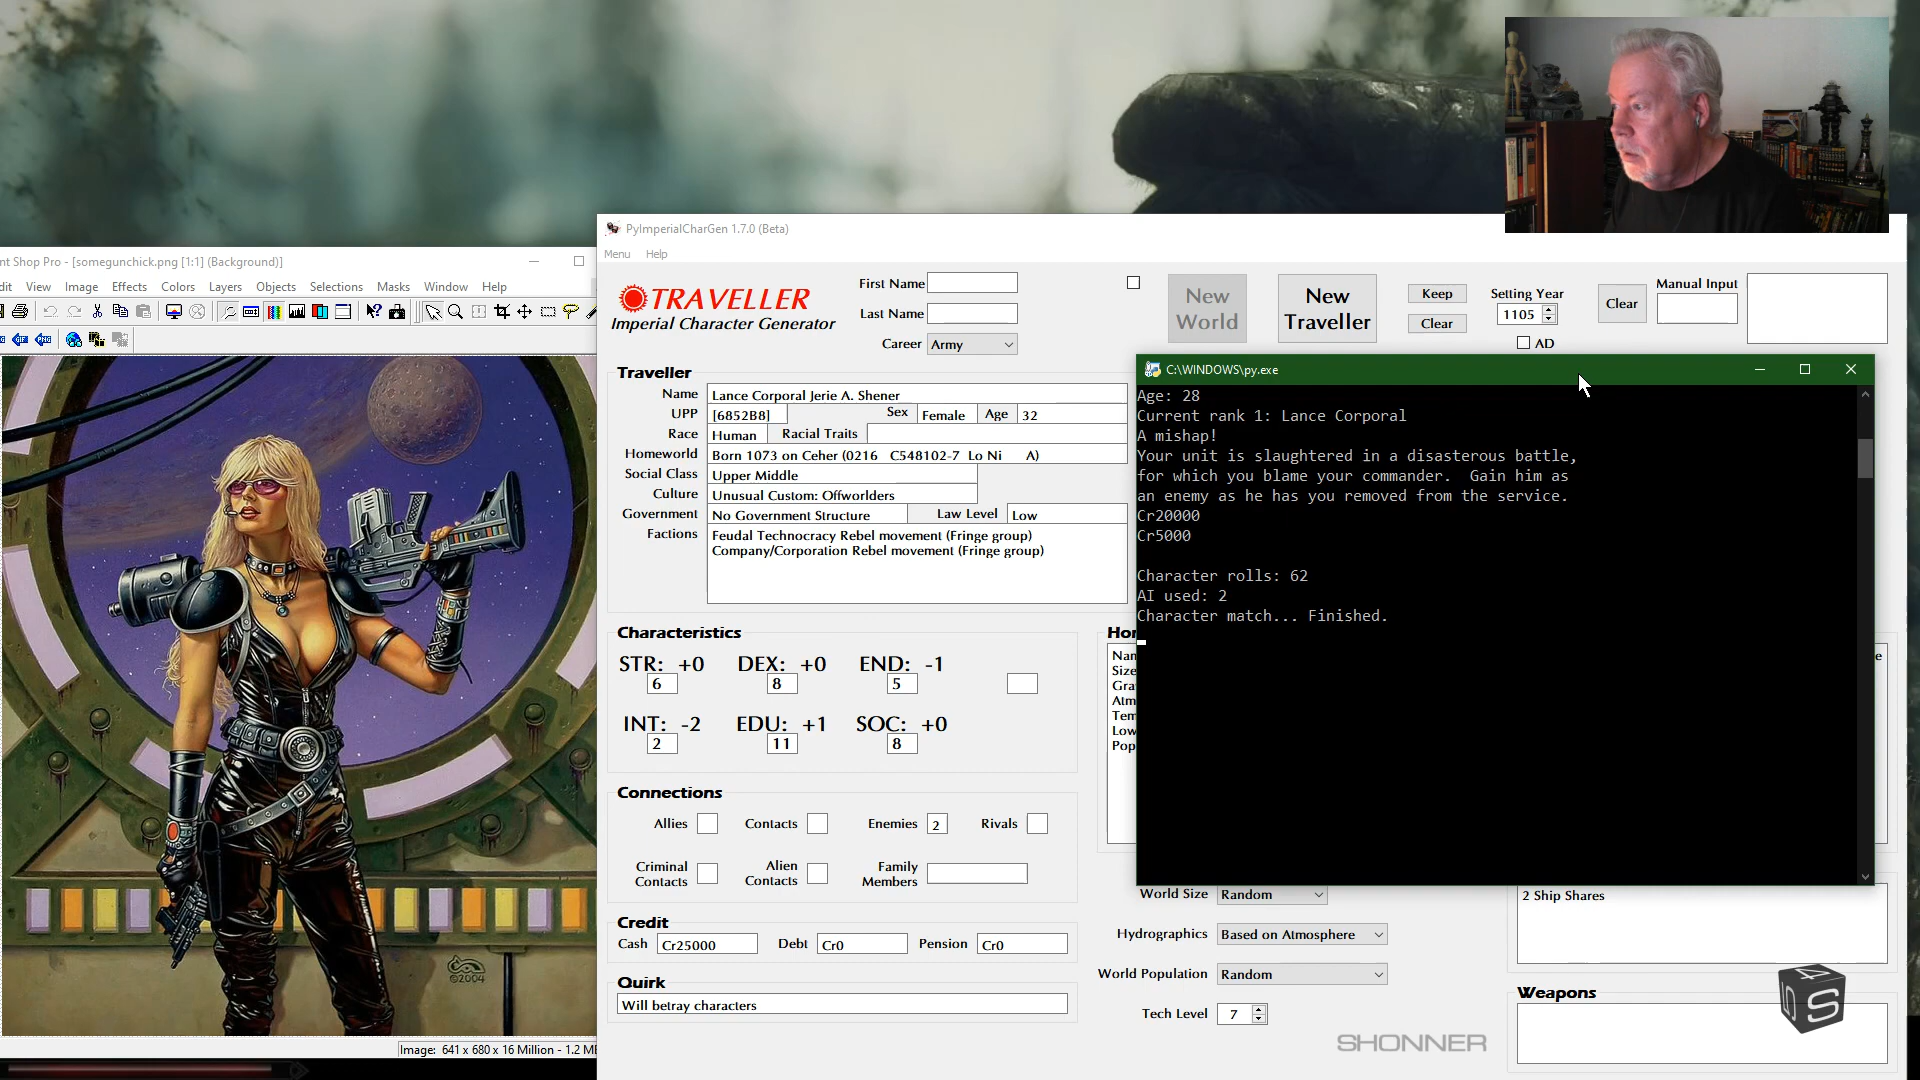 nt Shop Pro - [somegunchick.png [1:1] (Background)]
dit View Image Effects Colors Layers Objects Selections Masks Window Help
©2004
Image: 641 x 680 x 16 Million - 1.2 M
PyImperialCharGen 1.7.0 (Beta)
Menu Help
TRAVELLER
Imperial Character Generator
First Name
Last Name
Career Army
New World
New Traveller
Keep
Clear
Setting Year
1105
AD
Clear
Manual Input
Traveller
Name Lance Corporal Jerie A. Shener
UPP [6852B8] Sex Female Age 32
Race Human Racial Traits
Homeworld Born 1073 on Ceher (0216 C548102-7 Lo Ni A)
Social Class Upper Middle
Culture Unusual Custom: Offworlders
Government No Government Structure Law Level Low
Factions Feudal Technocracy Rebel movement (Fringe group)
Company/Corporation Rebel movement (Fringe group)
Characteristics
STR: +0 DEX: +0 END: -1
6 8 5
INT: -2 EDU: +1 SOC: +0
2 11 8
Connections
Allies Contacts Enemies 2 Rivals
Criminal Contacts Alien Contacts Family Members
Credit
Cash Cr25000 Debt Cr0 Pension Cr0
Quirk
Will betray characters
C:\WINDOWS\py.exe
Age: 28
Current rank 1: Lance Corporal
A mishap!
Your unit is slaughtered in a disasterous battle,
for which you blame your commander. Gain him as
an enemy as he has you removed from the service.
Cr20000
Cr5000
Character rolls: 62
AI used: 2
Character match... Finished.
Ho
Nam
Size
Gra
Atm
Tem
Low
Pop
e
World Size Random
Hydrographics Based on Atmosphere
World Population Random
Tech Level 7
2 Ship Shares
Weapons
SHONNER
4
S